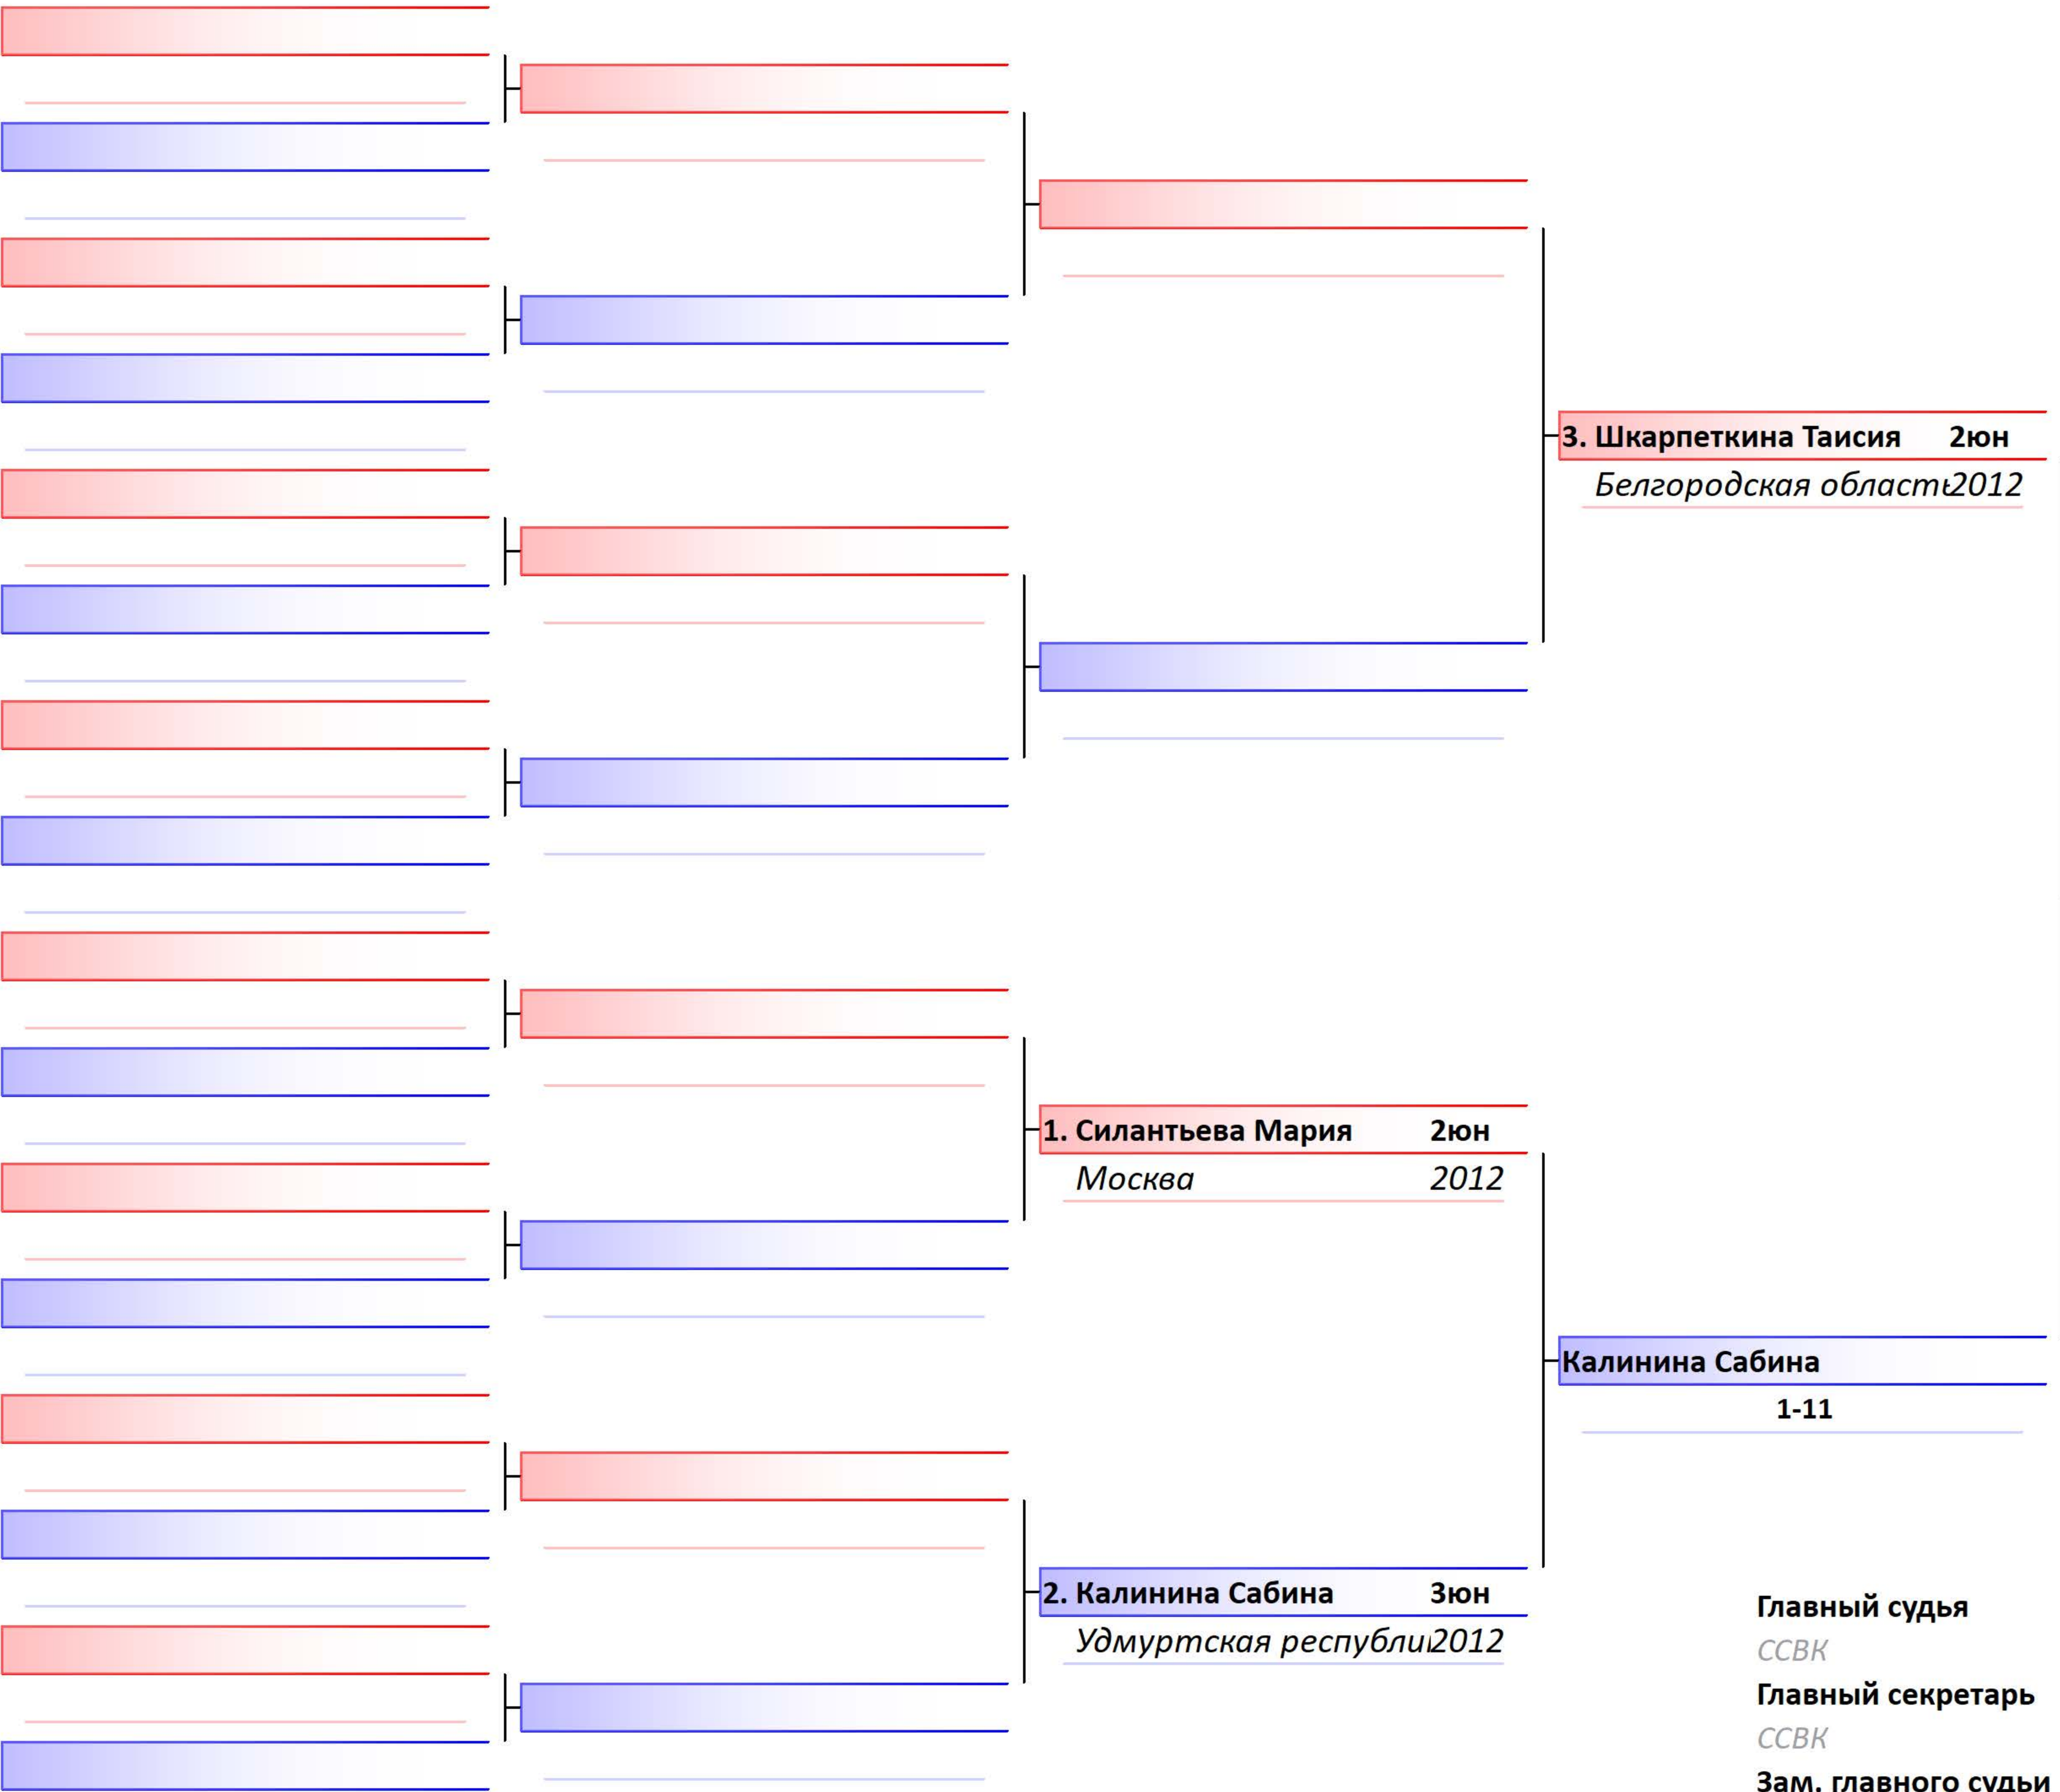 3. Шкарпеткина Таисия 2юн
Белгородская область 2012
1. Силантьева Мария 2юн
Москва 2012
Калинина Сабина
1-11
2. Калинина Сабина 3юн
Удмуртская республи 2012
Главный судья
ССВК
Главный секретарь
ССВК
Зам. главного судьи